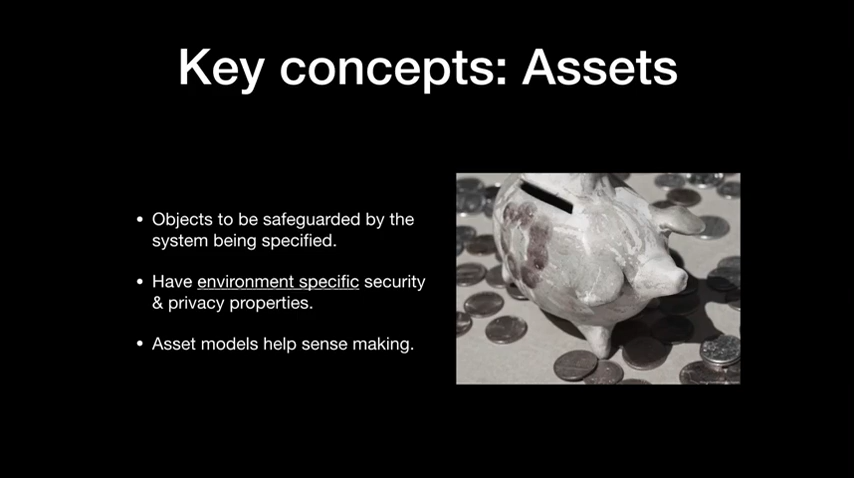 Key concepts: Assets
• Objects to be safeguarded by the
system being specified.
• Have environment specific security
& privacy properties.
• Asset models help sense making.